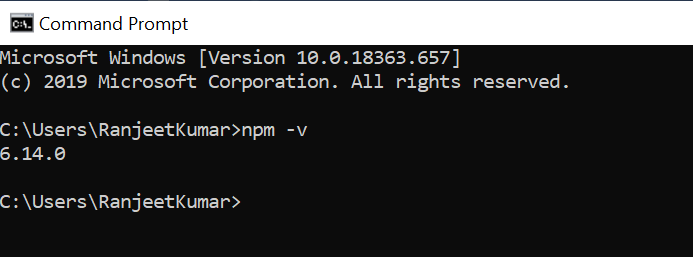 Command Prompt
Microsoft Windows [Version 10.0.18363.657]
(c) 2019 Microsoft Corporation. All rights reserved.
C:\Users\RanjeetKumar>npm -v
6.14.0
C:\Users\RanjeetKumar>